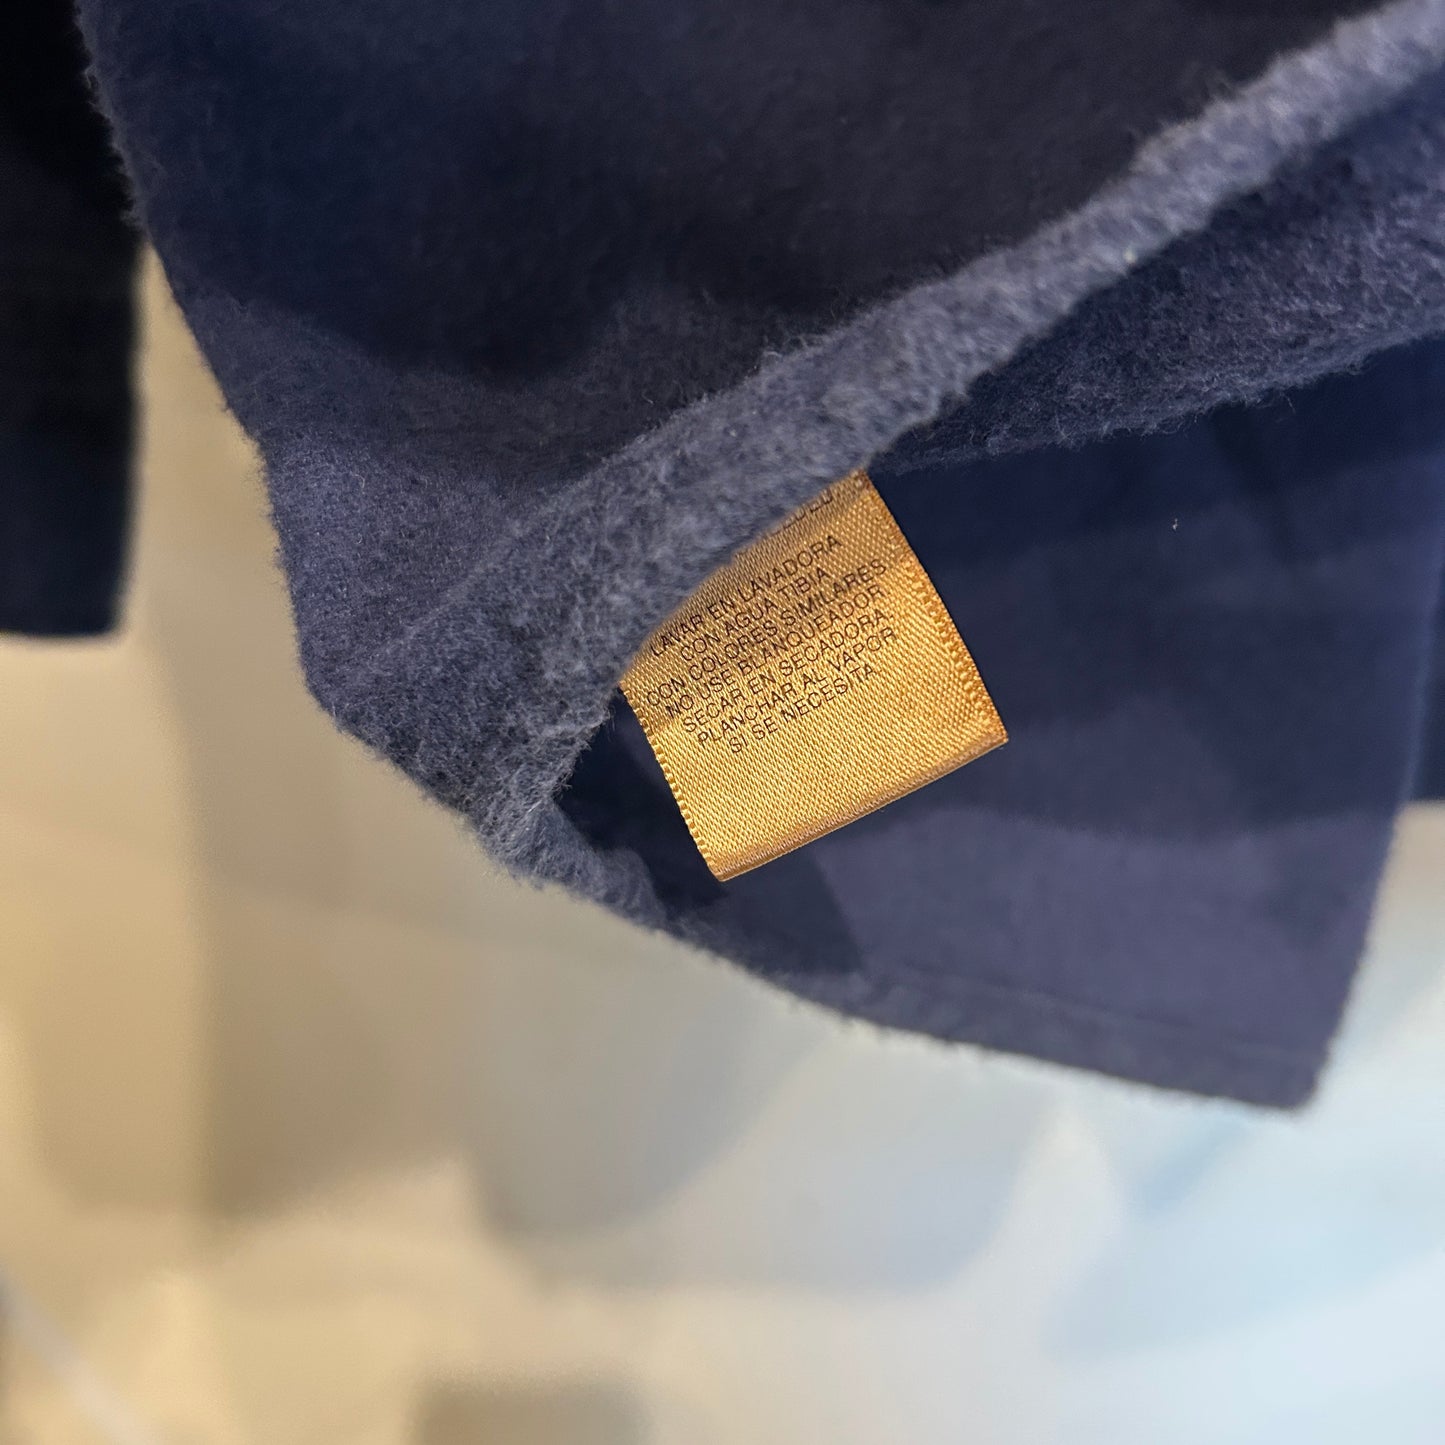 LAVAR EN LAVADORA
CON AGUA TIBIA
CON COLORES SIMILARES
NO USE BLANQUEADOR
SECAR EN SECADORA
PLANCHAR AL VAPOR
SI SE NECESITA